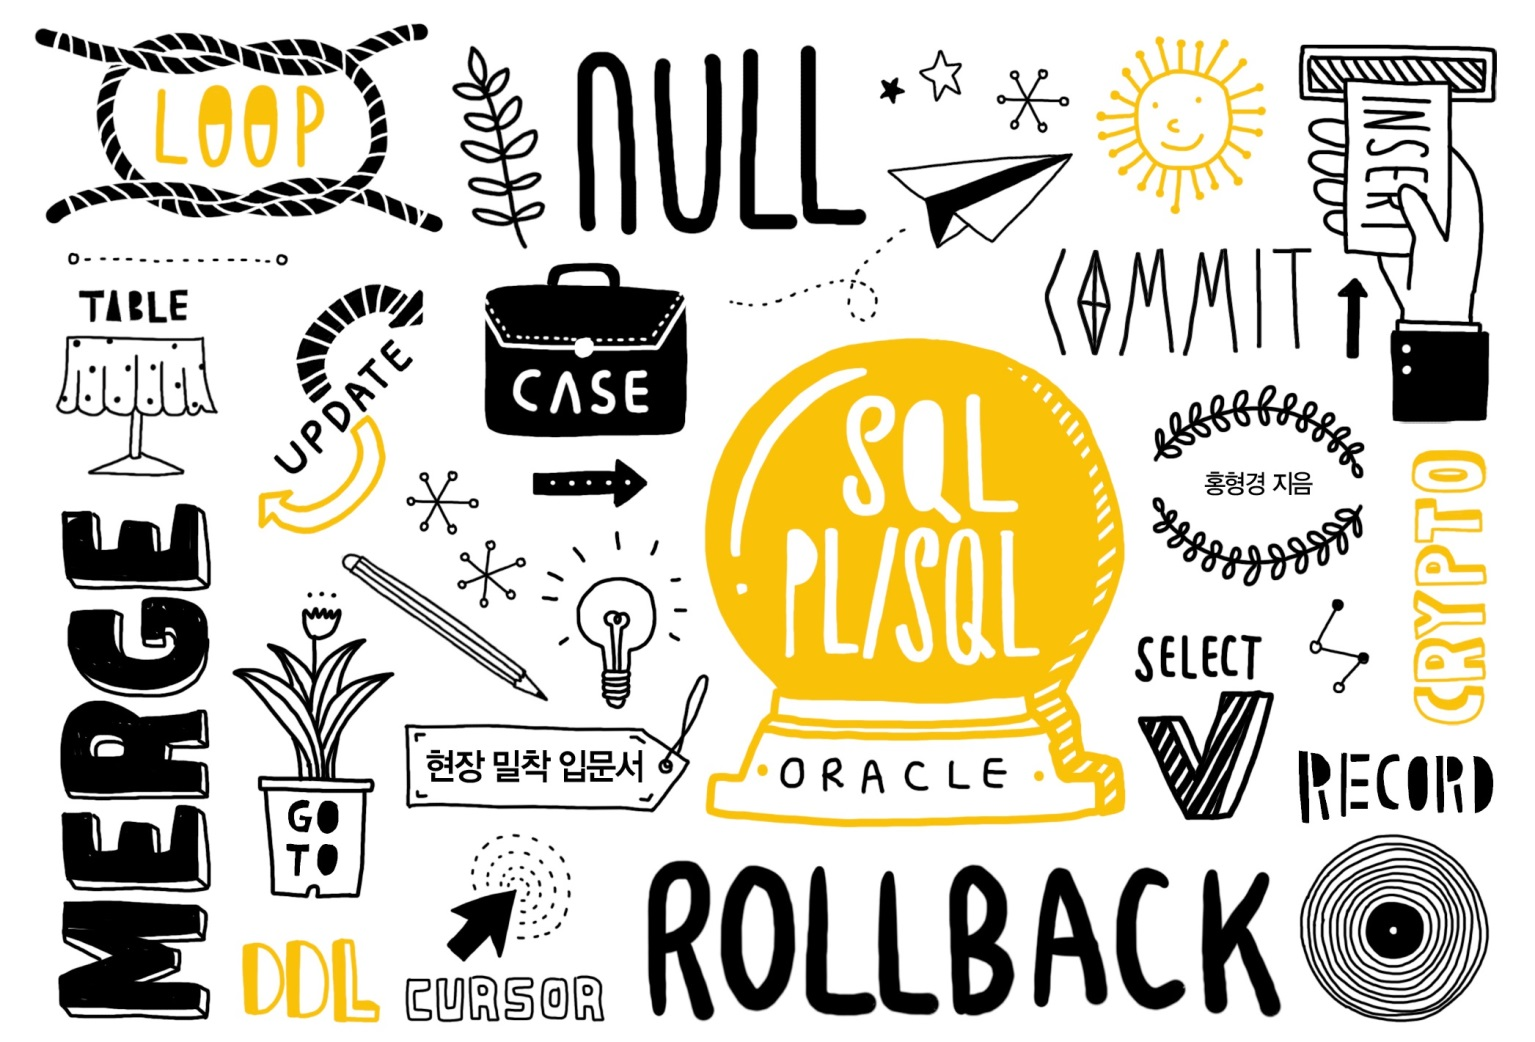 LOOP
NULL
INSERT
COMMIT
TABLE
UPDATE
CASE
SQL
PL/SQL
ORACLE
홍형경 지음
CRYPTO
MERGE
현장 밀착 입문서
SELECT
RECORD
GO
TO
DDL
CURSOR
ROLLBACK